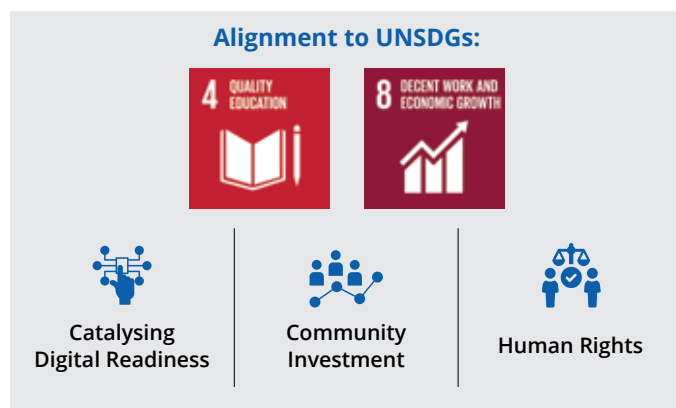 Alignment to UNSDGs:
4 QUALITY
EDUCATION
8 DECENT WORK AND
ECONOMIC GROWTH
Catalysing
Digital Readiness
Community
Investment
Human Rights